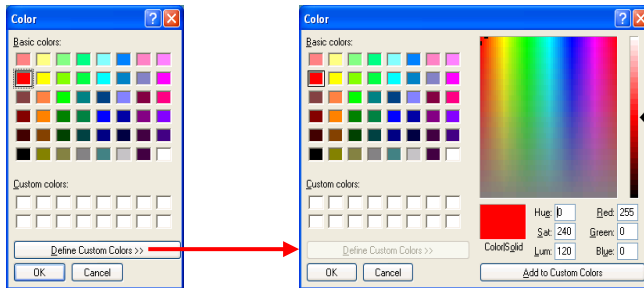 Color
Basic colors:
Custom colors:
Define Custom Colors >>
OK Cancel
Color
Basic colors:
Custom colors:
Define Custom Colors >>
OK Cancel
Color|Solid
Hue: 0 Red: 255
Sat: 240 Green: 0
Lum: 120 Blue: 0
Add to Custom Colors